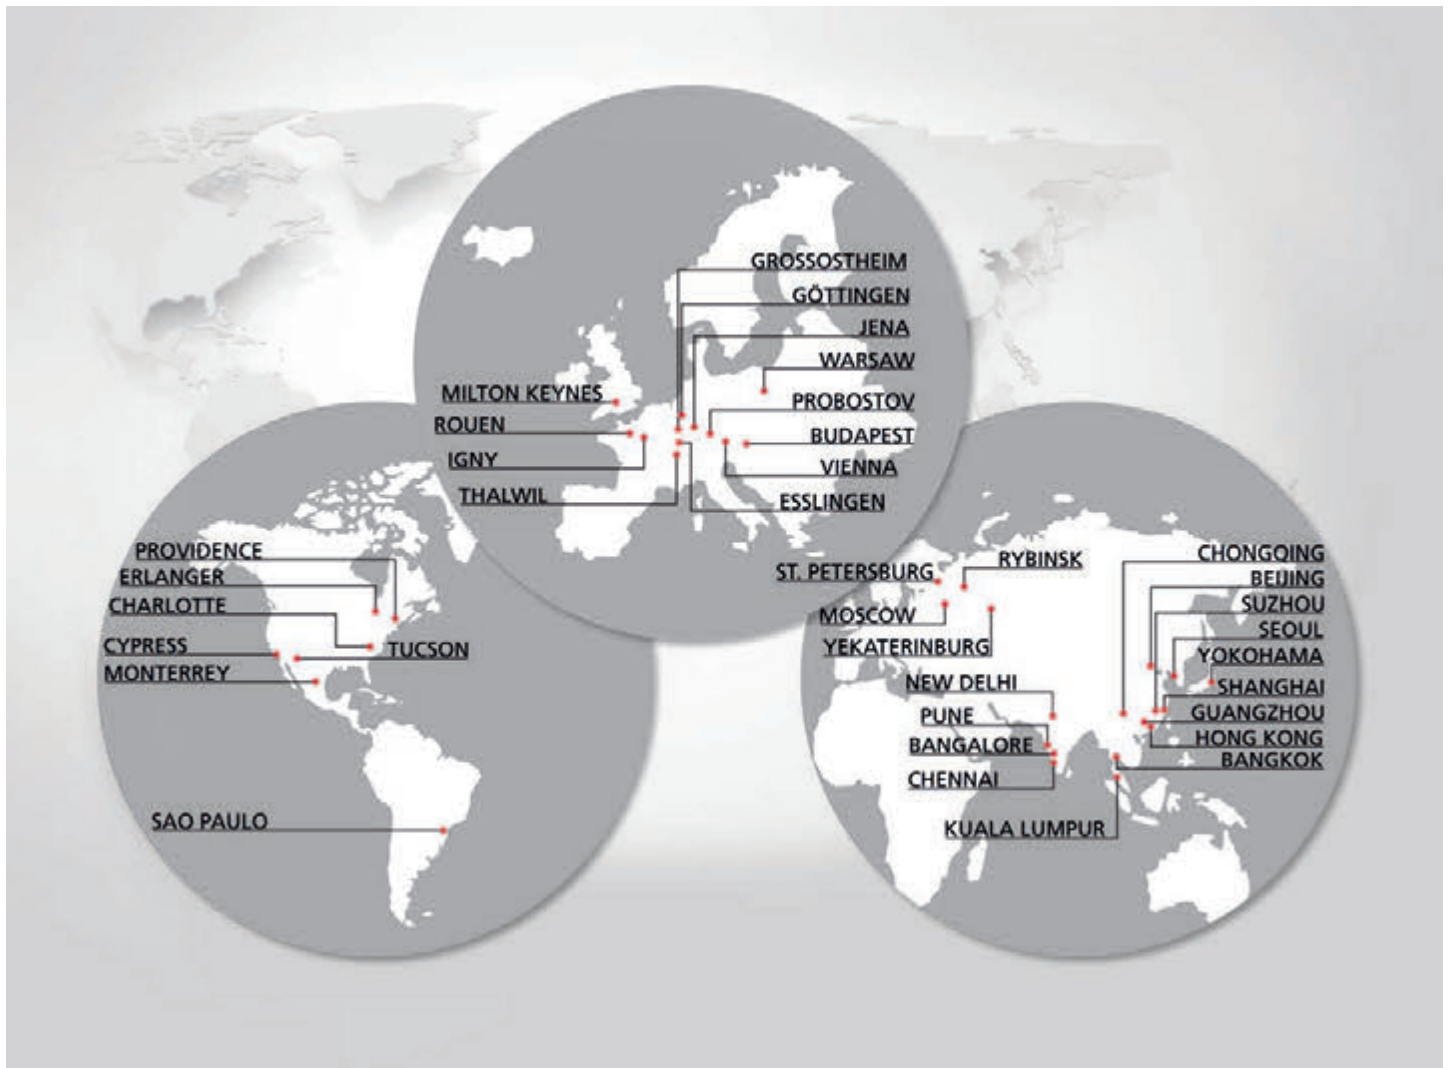 GROSSOSTHEIM
GÖTTINGEN
JENA
WARSAW
MILTON KEYNES
PROBOSTOV
ROUEN
BUDAPEST
IGNY
VIENNA
THALWIL
ESSLINGEN
PROVIDENCE
ERLANGER
CHARLOTTE
CYPRESS
TUCSON
MONTERREY
SAO PAULO
ST. PETERSBURG
RYBINSK
MOSCOW
YEKATERINBURG
NEW DELHI
PUNE
BANGALORE
CHENNAI
KUALA LUMPUR
CHONGQING
BEIJING
SUZHOU
SEOUL
YOKOHAMA
SHANGHAI
GUANGZHOU
HONG KONG
BANGKOK